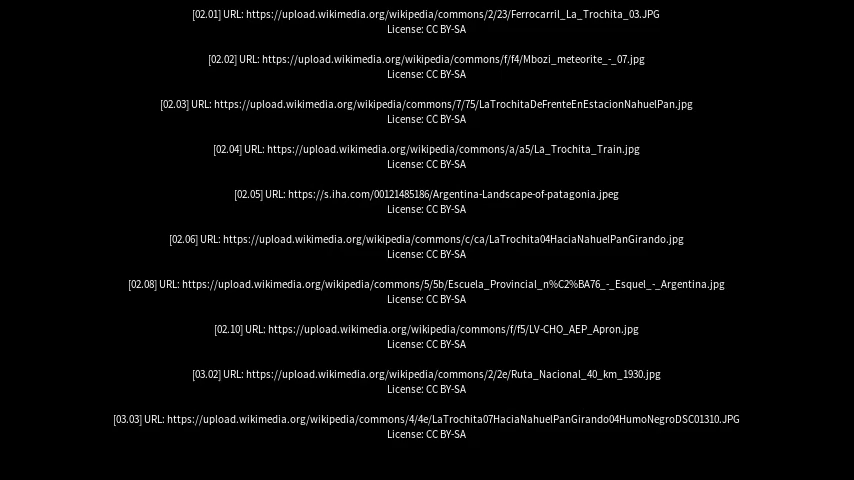 [02.01] URL: https://upload.wikimedia.org/wikipedia/commons/2/23/Ferrocarril_La_Trochita_03.JPG
License: CC BY-SA
[02.02] URL: https://upload.wikimedia.org/wikipedia/commons/f/f4/Mbozi_meteorite_-_07.jpg
License: CC BY-SA
[02.03] URL: https://upload.wikimedia.org/wikipedia/commons/7/75/LaTrochitaDeFrenteEnEstacionNahuelPan.jpg
License: CC BY-SA
[02.04] URL: https://upload.wikimedia.org/wikipedia/commons/a/a5/La_Trochita_Train.jpg
License: CC BY-SA
[02.05] URL: https://s.iha.com/00121485186/Argentina-Landscape-of-patagonia.jpeg
License: CC BY-SA
[02.06] URL: https://upload.wikimedia.org/wikipedia/commons/c/ca/LaTrochita04HaciaNahuelPanGirando.jpg
License: CC BY-SA
[02.08] URL: https://upload.wikimedia.org/wikipedia/commons/5/5b/Escuela_Provincial_n%C2%BA76_-_Esquel_-_Argentina.jpg
License: CC BY-SA
[02.10] URL: https://upload.wikimedia.org/wikipedia/commons/f/f5/LV-CHO_AEP_Apron.jpg
License: CC BY-SA
[03.02] URL: https://upload.wikimedia.org/wikipedia/commons/2/2e/Ruta_Nacional_40_km_1930.jpg
License: CC BY-SA
[03.03] URL: https://upload.wikimedia.org/wikipedia/commons/4/4e/LaTrochita07HaciaNahuelPanGirando04HumoNegroDSC01310.JPG
License: CC BY-SA